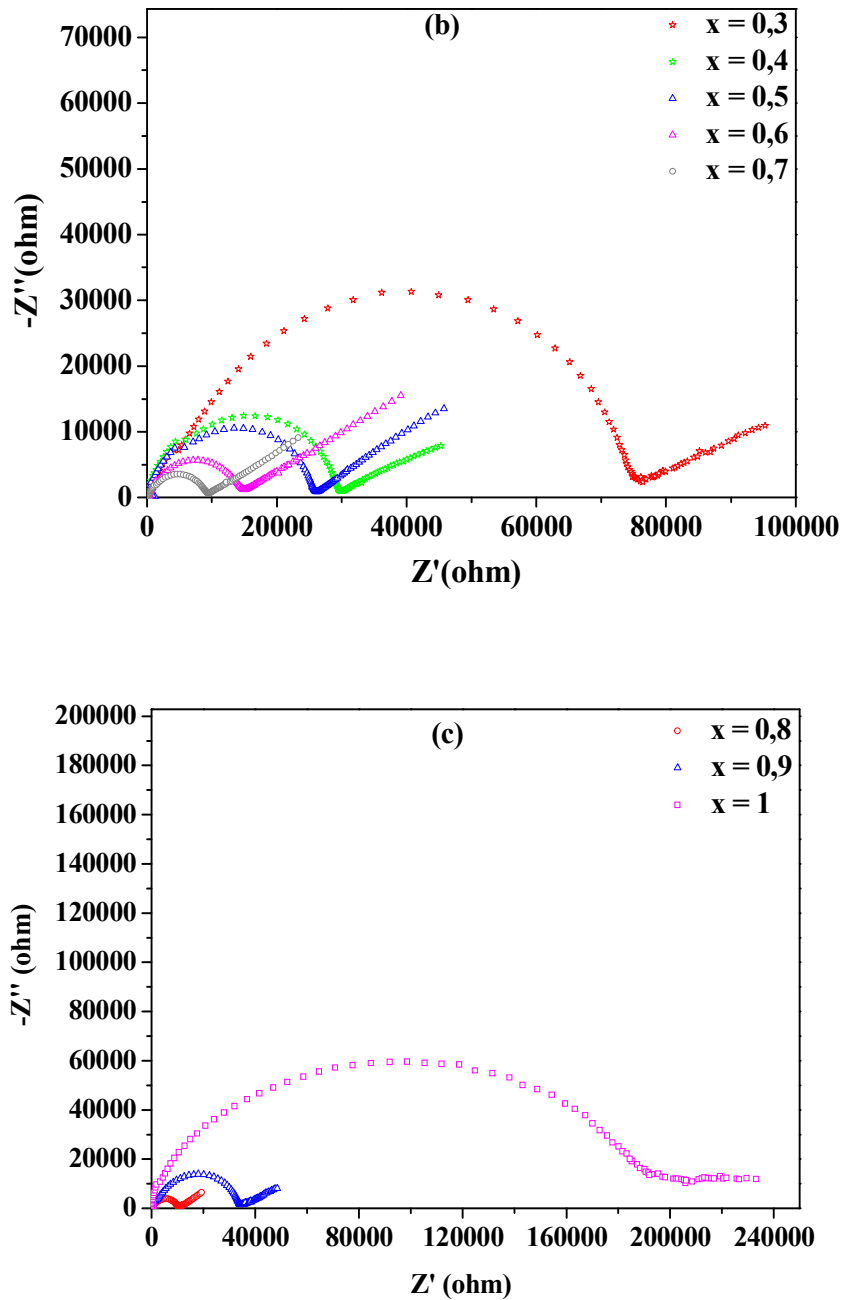 (b)
x = 0,3
x = 0,4
x = 0,5
x = 0,6
x = 0,7
70000
60000
50000
40000
30000
20000
10000
0
-Z''(ohm)
0 20000 40000 60000 80000 100000
Z'(ohm)
(c)
x = 0,8
x = 0,9
x = 1
200000
180000
160000
140000
120000
100000
80000
60000
40000
20000
0
-Z'' (ohm)
0 40000 80000 120000 160000 200000 240000
Z' (ohm)